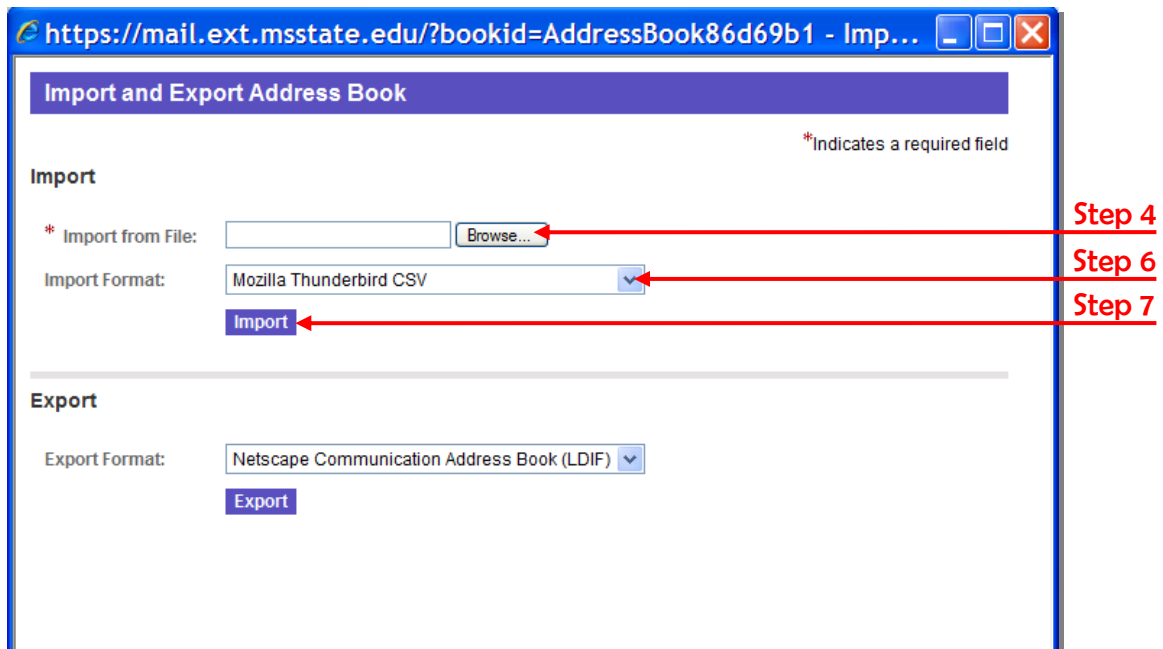 https://mail.ext.msstate.edu/?bookid=AddressBook86d69b1 - Imp...
Import and Export Address Book
*Indicates a required field
Import
* Import from File: Browse... Step 4
Import Format: Mozilla Thunderbird CSV Step 6
Import Step 7
Export
Export Format: Netscape Communication Address Book (LDIF)
Export